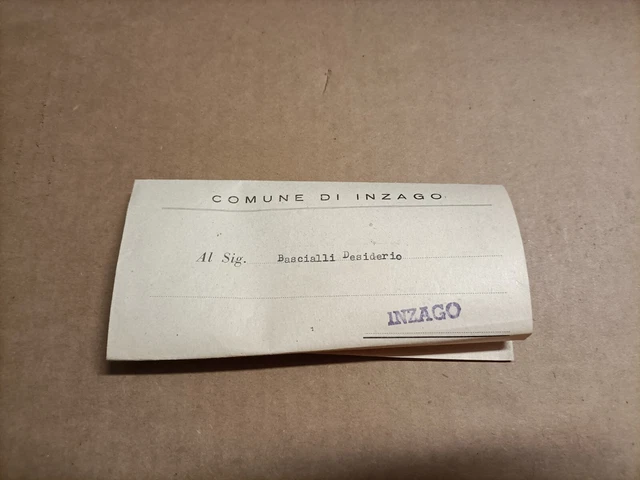 COMUNE DI INZAGO
Al Sig. Bascialli Desiderio
INZAGO